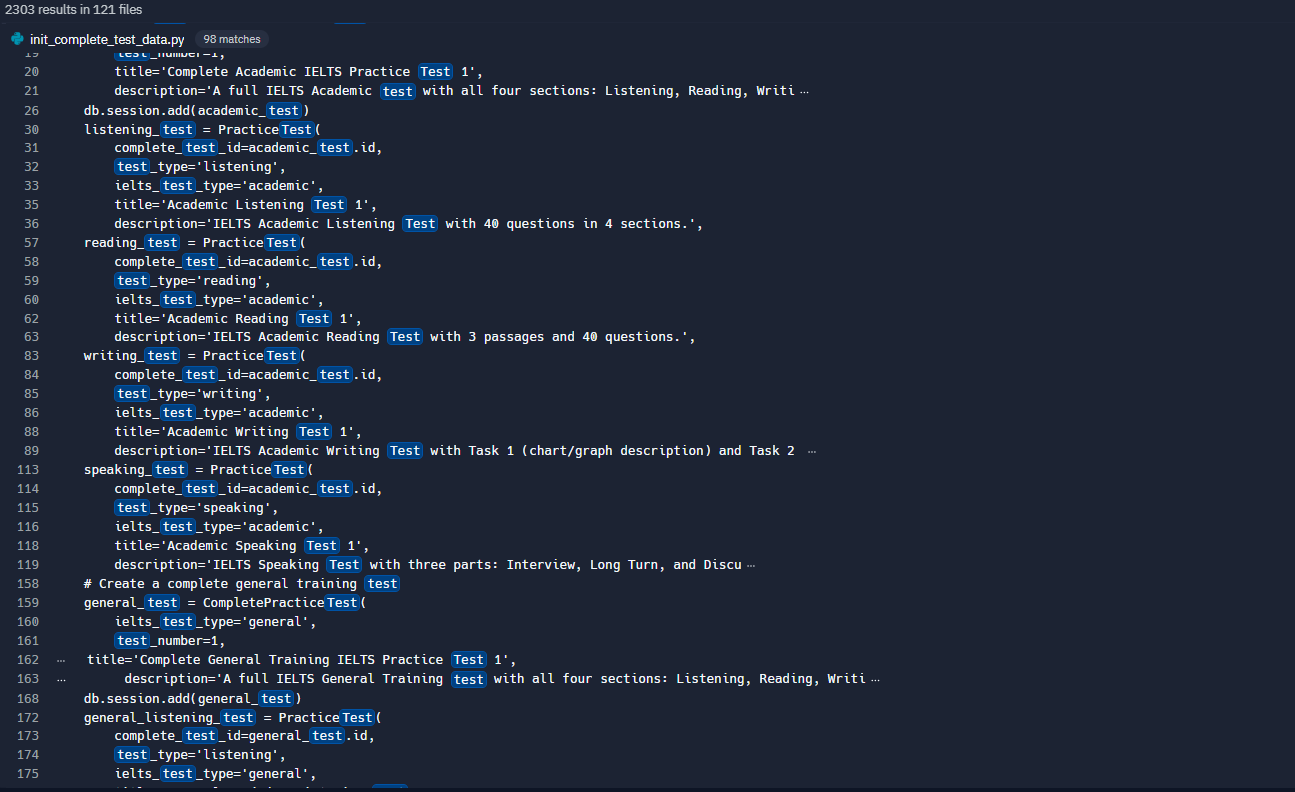 2303 results in 121 files
init_complete_test_data.py 98 matches
19 test_number=1,
20 title='Complete Academic IELTS Practice Test 1',
21 description='A full IELTS Academic test with all four sections: Listening, Reading, Writi ...
26 db.session.add(academic_test)
30 listening_test = PracticeTest(
31 complete_test_id=academic_test.id,
32 test_type='listening',
33 ielts_test_type='academic',
35 title='Academic Listening Test 1',
36 description='IELTS Academic Listening Test with 40 questions in 4 sections.',
57 reading_test = PracticeTest(
58 complete_test_id=academic_test.id,
59 test_type='reading',
60 ielts_test_type='academic',
62 title='Academic Reading Test 1',
63 description='IELTS Academic Reading Test with 3 passages and 40 questions.',
83 writing_test = PracticeTest(
84 complete_test_id=academic_test.id,
85 test_type='writing',
86 ielts_test_type='academic',
88 title='Academic Writing Test 1',
89 description='IELTS Academic Writing Test with Task 1 (chart/graph description) and Task 2 ...
113 speaking_test = PracticeTest(
114 complete_test_id=academic_test.id,
115 test_type='speaking',
116 ielts_test_type='academic',
118 title='Academic Speaking Test 1',
119 description='IELTS Speaking Test with three parts: Interview, Long Turn, and Discu ...
158 # Create a complete general training test
159 general_test = CompletePracticeTest(
160 ielts_test_type='general',
161 test_number=1,
162 ... title='Complete General Training IELTS Practice Test 1',
163 ... description='A full IELTS General Training test with all four sections: Listening, Reading, Writi ...
168 db.session.add(general_test)
172 general_listening_test = PracticeTest(
173 complete_test_id=general_test.id,
174 test_type='listening',
175 ielts_test_type='general',